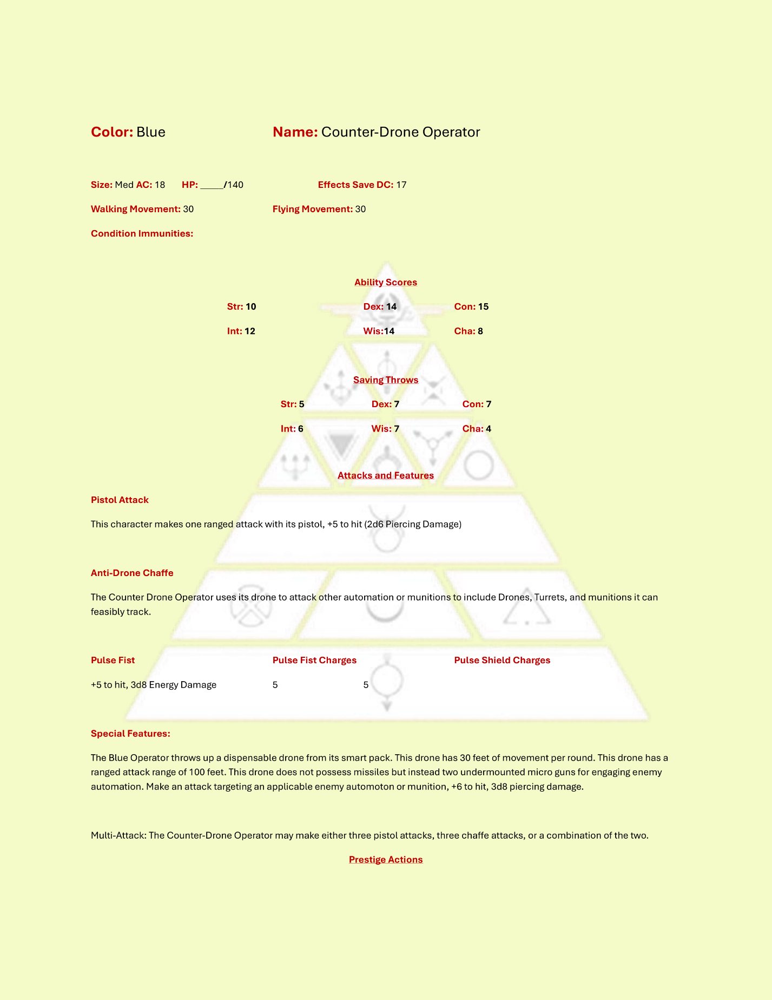 Color: Blue Name: Counter-Drone Operator
Size: Med AC: 18 HP: _____/140 Effects Save DC: 17
Walking Movement: 30 Flying Movement: 30
Condition Immunities:
Ability Scores
Str: 10 Dex: 14 Con: 15
Int: 12 Wis:14 Cha: 8
Saving Throws
Str: 5 Dex: 7 Con: 7
Int: 6 Wis: 7 Cha: 4
Attacks and Features
Pistol Attack
This character makes one ranged attack with its pistol, +5 to hit (2d6 Piercing Damage)
Anti-Drone Chaffe
The Counter Drone Operator uses its drone to attack other automation or munitions to include Drones, Turrets, and munitions it can
feasibly track.
Pulse Fist Pulse Fist Charges Pulse Shield Charges
+5 to hit, 3d8 Energy Damage 5 5
Special Features:
The Blue Operator throws up a dispensable drone from its smart pack. This drone has 30 feet of movement per round. This drone has a
ranged attack range of 100 feet. This drone does not possess missiles but instead two undermounted micro guns for engaging enemy
automation. Make an attack targeting an applicable enemy automoton or munition, +6 to hit, 3d8 piercing damage.
Multi-Attack: The Counter-Drone Operator may make either three pistol attacks, three chaffe attacks, or a combination of the two.
Prestige Actions